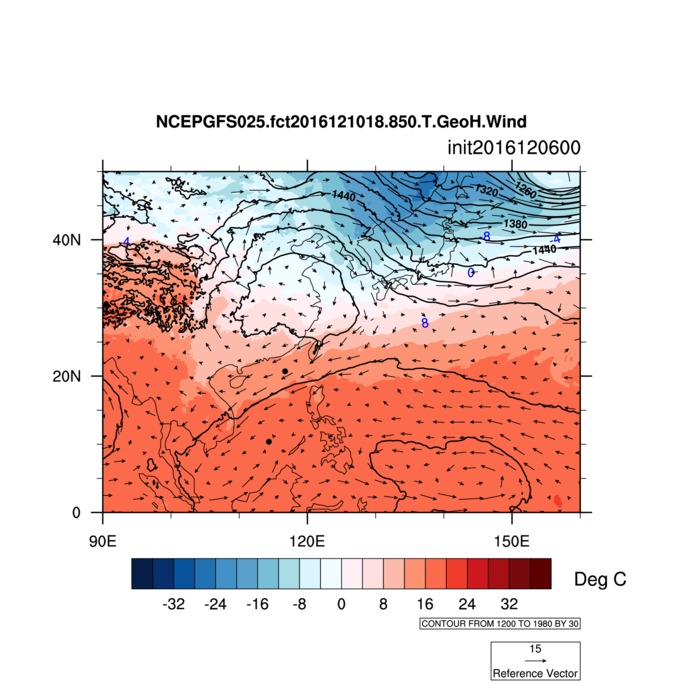 NCEPGFS025.fct2016121018.850.T.GeoH.Wind
init2016120600
1440
1320
1260
1380
1440
-8
-4
-4
0
8
40N
20N
0
90E
120E
150E
-32
-24
-16
-8
0
8
16
24
32
Deg C
CONTOUR FROM 1200 TO 1980 BY 30
15
Reference Vector